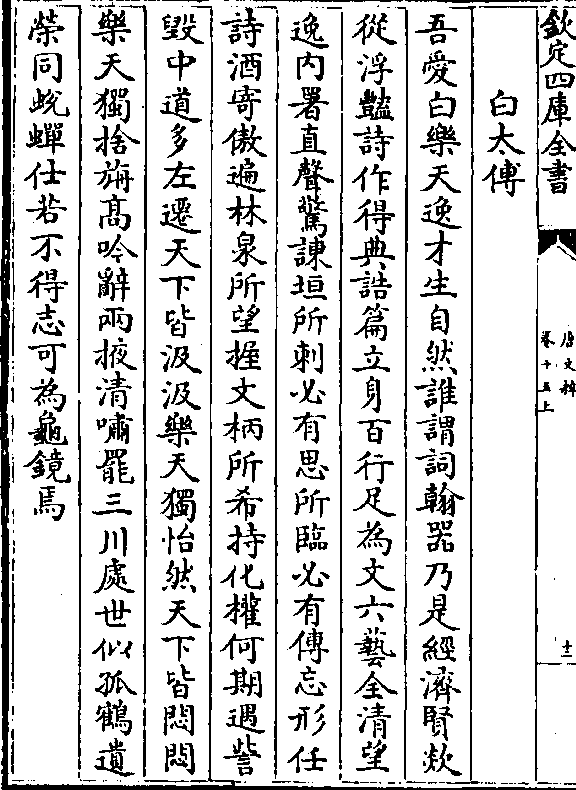 欽定四庫全書
唐文粹
卷十五上
十二
白太傅
吾愛白樂天逸才生自然誰謂詞翰器乃是經濟賢欻
從浮豔詩作得典誥篇立身百行足為文六藝全清望
逸内署直聲驚諫垣所刺必有思所臨必有傳忘形任
詩酒寄傲遍林泉所望握文柄所希持化權何期遇訾
毀中道多左遷天下皆汲汲樂天獨怡然天下皆悶悶
樂天獨捨旃髙吟辭兩掖清嘯罷三川處世似孤鶴遺
榮同蛻蟬仕若不得志可為龜鏡焉